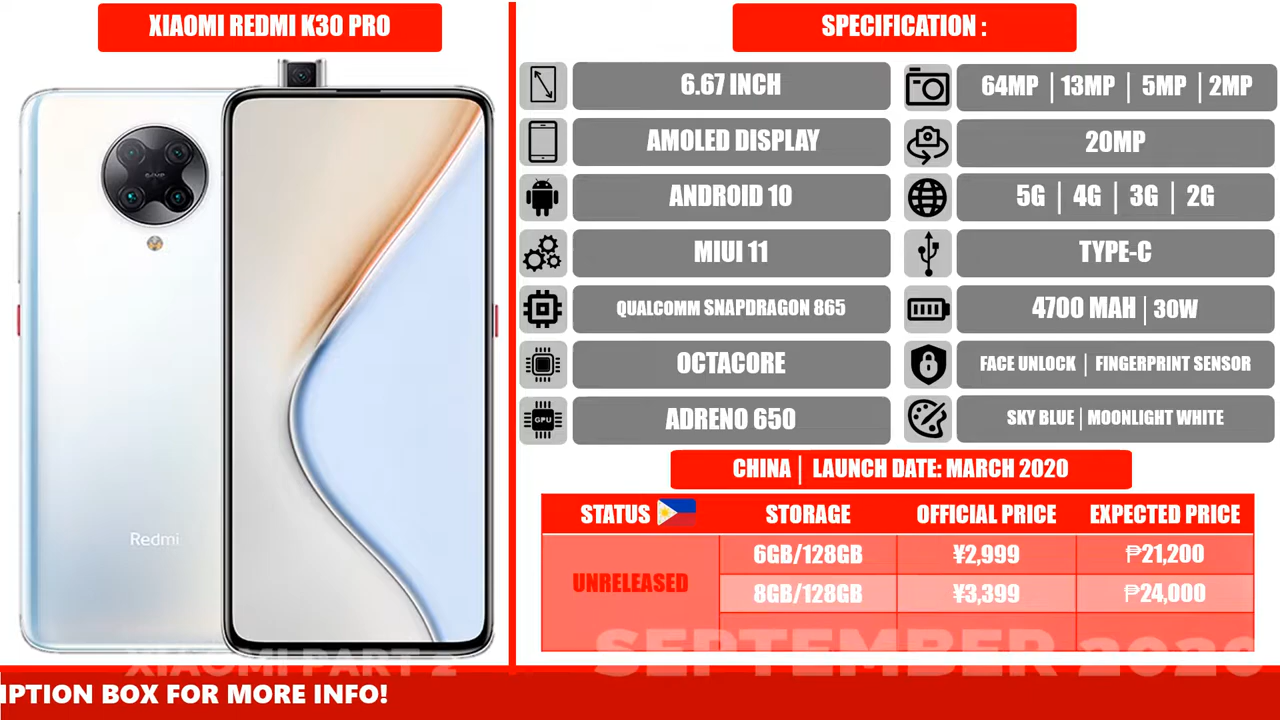 XIAOMI REDMI K30 PRO
64MP
Redmi
SPECIFICATION :
6.67 INCH
AMOLED DISPLAY
ANDROID 10
MIUI 11
QUALCOMM SNAPDRAGON 865
OCTACORE
GPU
ADRENO 650
64MP | 13MP | 5MP | 2MP
20MP
5G | 4G | 3G | 2G
TYPE-C
4700 MAH | 30W
FACE UNLOCK | FINGERPRINT SENSOR
SKY BLUE | MOONLIGHT WHITE
CHINA | LAUNCH DATE: MARCH 2020
STATUS STORAGE OFFICIAL PRICE EXPECTED PRICE
UNRELEASED
6GB/128GB ¥2,999 ₱21,200
8GB/128GB ¥3,399 ₱24,000
XIAOMI PART 2
SEPTEMBER 2020
IPTION BOX FOR MORE INFO!